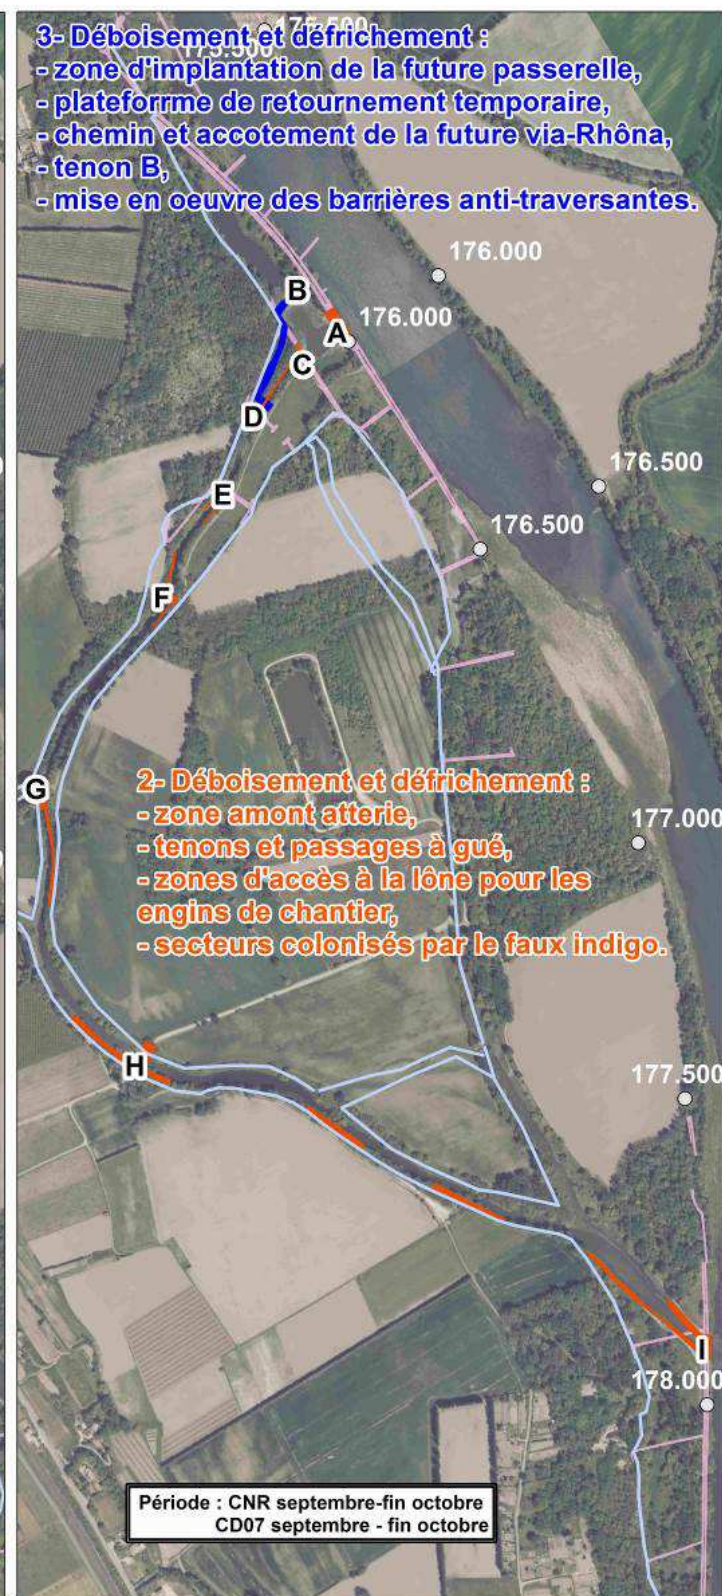 175.500
175.500
3- Déboisement et défrichement :
- zone d'implantation de la future passerelle,
- plateforrme de retournement temporaire,
- chemin et accotement de la future via-Rhôna,
- tenon B,
- mise en oeuvre des barrières anti-traversantes.
176.000
B
A
176.000
C
D
176.500
E
176.500
F
G
2- Déboisement et défrichement :
- zone amont atterie,
- tenons et passages à gué,
- zones d'accès à la lône pour les
engins de chantier,
- secteurs colonisés par le faux indigo.
177.000
H
177.500
I
178.000
Période : CNR septembre-fin octobre
CD07 septembre - fin octobre